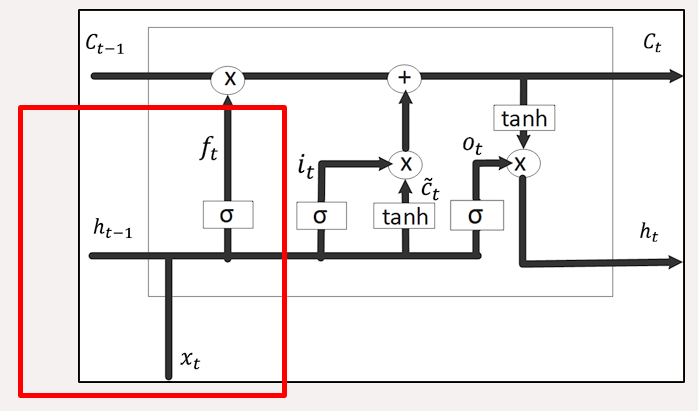 C_{t-1} C_t
x +
tanh
f_t i_t x o_t x
c̃_t
σ σ tanh σ
h_{t-1} h_t
x_t